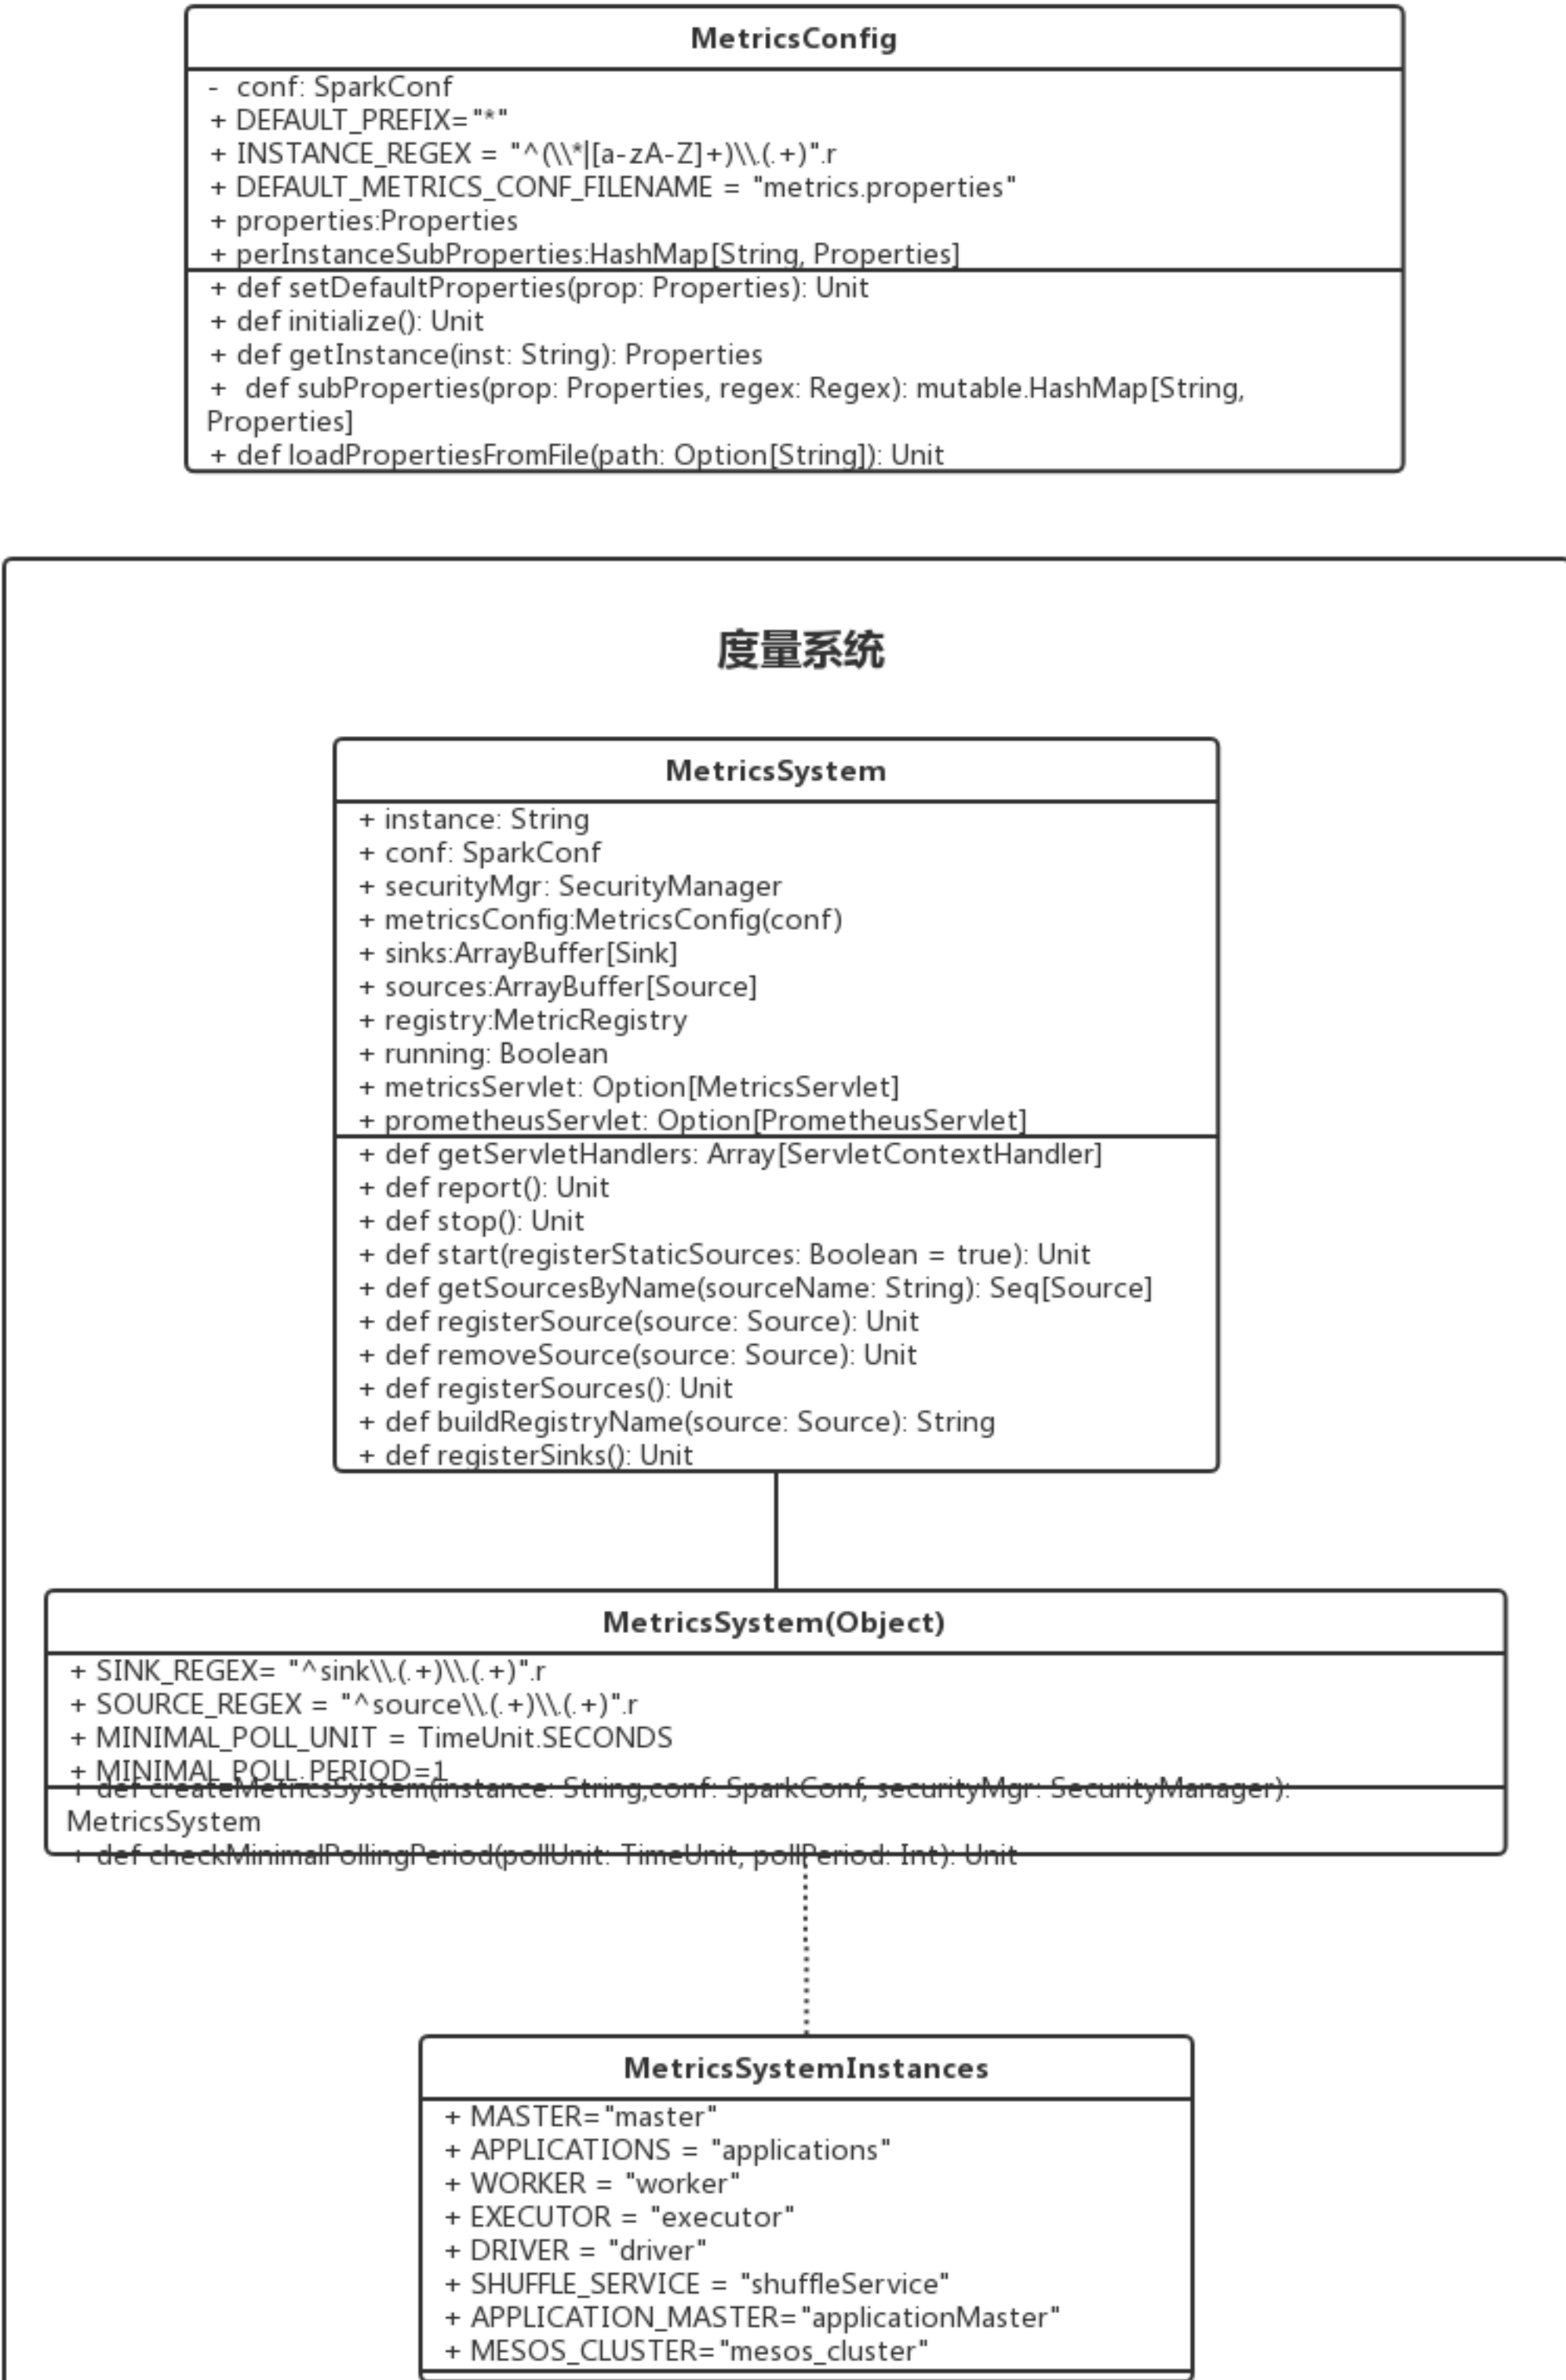 MetricsConfig
- conf: SparkConf
+ DEFAULT_PREFIX="*"
+ INSTANCE_REGEX = "^(\\*|[a-zA-Z]+)\\.(.+)".r
+ DEFAULT_METRICS_CONF_FILENAME = "metrics.properties"
+ properties:Properties
+ perInstanceSubProperties:HashMap[String, Properties]
+ def setDefaultProperties(prop: Properties): Unit
+ def initialize(): Unit
+ def getInstance(inst: String): Properties
+ def subProperties(prop: Properties, regex: Regex): mutable.HashMap[String,
Properties]
+ def loadPropertiesFromFile(path: Option[String]): Unit
度量系统
MetricsSystem
+ instance: String
+ conf: SparkConf
+ securityMgr: SecurityManager
+ metricsConfig:MetricsConfig(conf)
+ sinks:ArrayBuffer[Sink]
+ sources:ArrayBuffer[Source]
+ registry:MetricRegistry
+ running: Boolean
+ metricsServlet: Option[MetricsServlet]
+ prometheusServlet: Option[PrometheusServlet]
+ def getServletHandlers: Array[ServletContextHandler]
+ def report(): Unit
+ def stop(): Unit
+ def start(registerStaticSources: Boolean = true): Unit
+ def getSourcesByName(sourceName: String): Seq[Source]
+ def registerSource(source: Source): Unit
+ def removeSource(source: Source): Unit
+ def registerSources(): Unit
+ def buildRegistryName(source: Source): String
+ def registerSinks(): Unit
MetricsSystem(Object)
+ SINK_REGEX= "^sink\\.(.+)\\.(.+)".r
+ SOURCE_REGEX = "^source\\.(.+)\\.(.+)".r
+ MINIMAL_POLL_UNIT = TimeUnit.SECONDS
+ MINIMAL_POLL_PERIOD=1
+ def createMetricsSystem(instance: String,conf: SparkConf, securityMgr: SecurityManager):
MetricsSystem
+ def checkMinimalPollingPeriod(pollUnit: TimeUnit, pollPeriod: Int): Unit
MetricsSystemInstances
+ MASTER="master"
+ APPLICATIONS = "applications"
+ WORKER = "worker"
+ EXECUTOR = "executor"
+ DRIVER = "driver"
+ SHUFFLE_SERVICE = "shuffleService"
+ APPLICATION_MASTER="applicationMaster"
+ MESOS_CLUSTER="mesos_cluster"